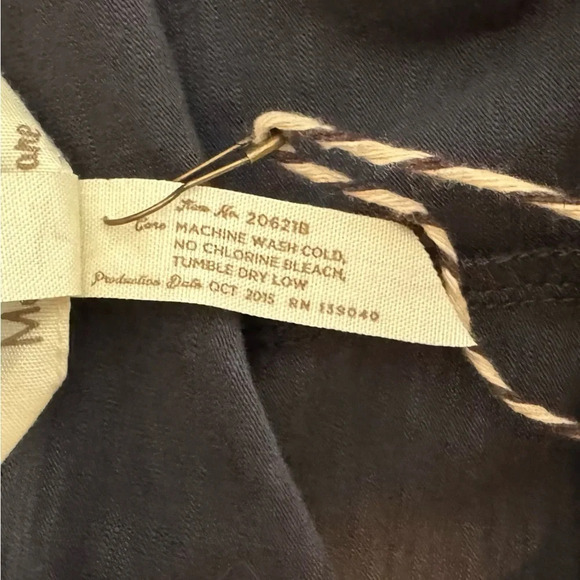 Item No. 20621B
Care MACHINE WASH COLD,
NO CHLORINE BLEACH,
TUMBLE DRY LOW
Production Date OCT 2015 RN 139040